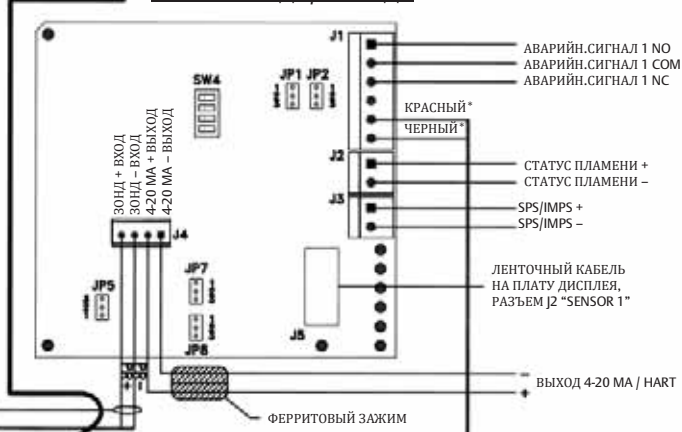 J1
АВАРИЙН.СИГНАЛ 1 NO
АВАРИЙН.СИГНАЛ 1 COM
АВАРИЙН.СИГНАЛ 1 NC
SW4
JP1 JP2
КРАСНЫЙ*
ЧЕРНЫЙ*
J2
СТАТУС ПЛАМЕНИ +
СТАТУС ПЛАМЕНИ –
J3
SPS/IMPS +
SPS/IMPS –
ЗОНД + ВХОД
ЗОНД – ВХОД
4-20 МА + ВЫХОД
4-20 МА – ВЫХОД
J4
JP5
JP7
JP8
J5
ЛЕНТОЧНЫЙ КАБЕЛЬ
НА ПЛАТУ ДИСПЛЕЯ,
РАЗЪЕМ J2 “SENSOR 1”
–
+
ВЫХОД 4-20 МА / HART
ФЕРРИТОВЫЙ ЗАЖИМ